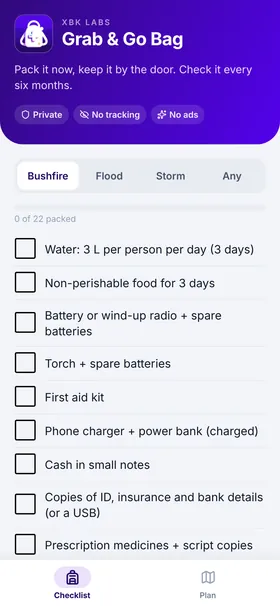 XBK LABS
Grab & Go Bag
Pack it now, keep it by the door. Check it every
six months.
Private
No tracking
No ads
Bushfire
Flood
Storm
Any
0 of 22 packed
Water: 3 L per person per day (3 days)
Non-perishable food for 3 days
Battery or wind-up radio + spare
batteries
Torch + spare batteries
First aid kit
Phone charger + power bank (charged)
Cash in small notes
Copies of ID, insurance and bank details
(or a USB)
Prescription medicines + script copies
Checklist
Plan